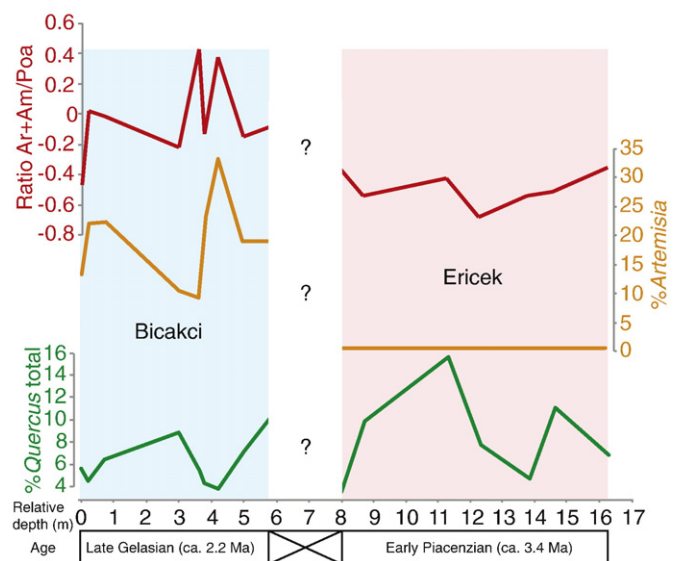 Ratio Ar+Am/Poa
0.6
0.4
0.2
0
-0.2
-0.4
-0.6
-0.8
?
35
30
25
20
15
10
5
0
%Artemisia
?
Ericek
Bicakci
%Quercus total
16
14
12
10
8
6
4
?
Relative depth (m)
0 1 2 3 4 5 6 7 8 9 10 11 12 13 14 15 16 17
Age
Late Gelasian (ca. 2.2 Ma)
Early Piacenzian (ca. 3.4 Ma)